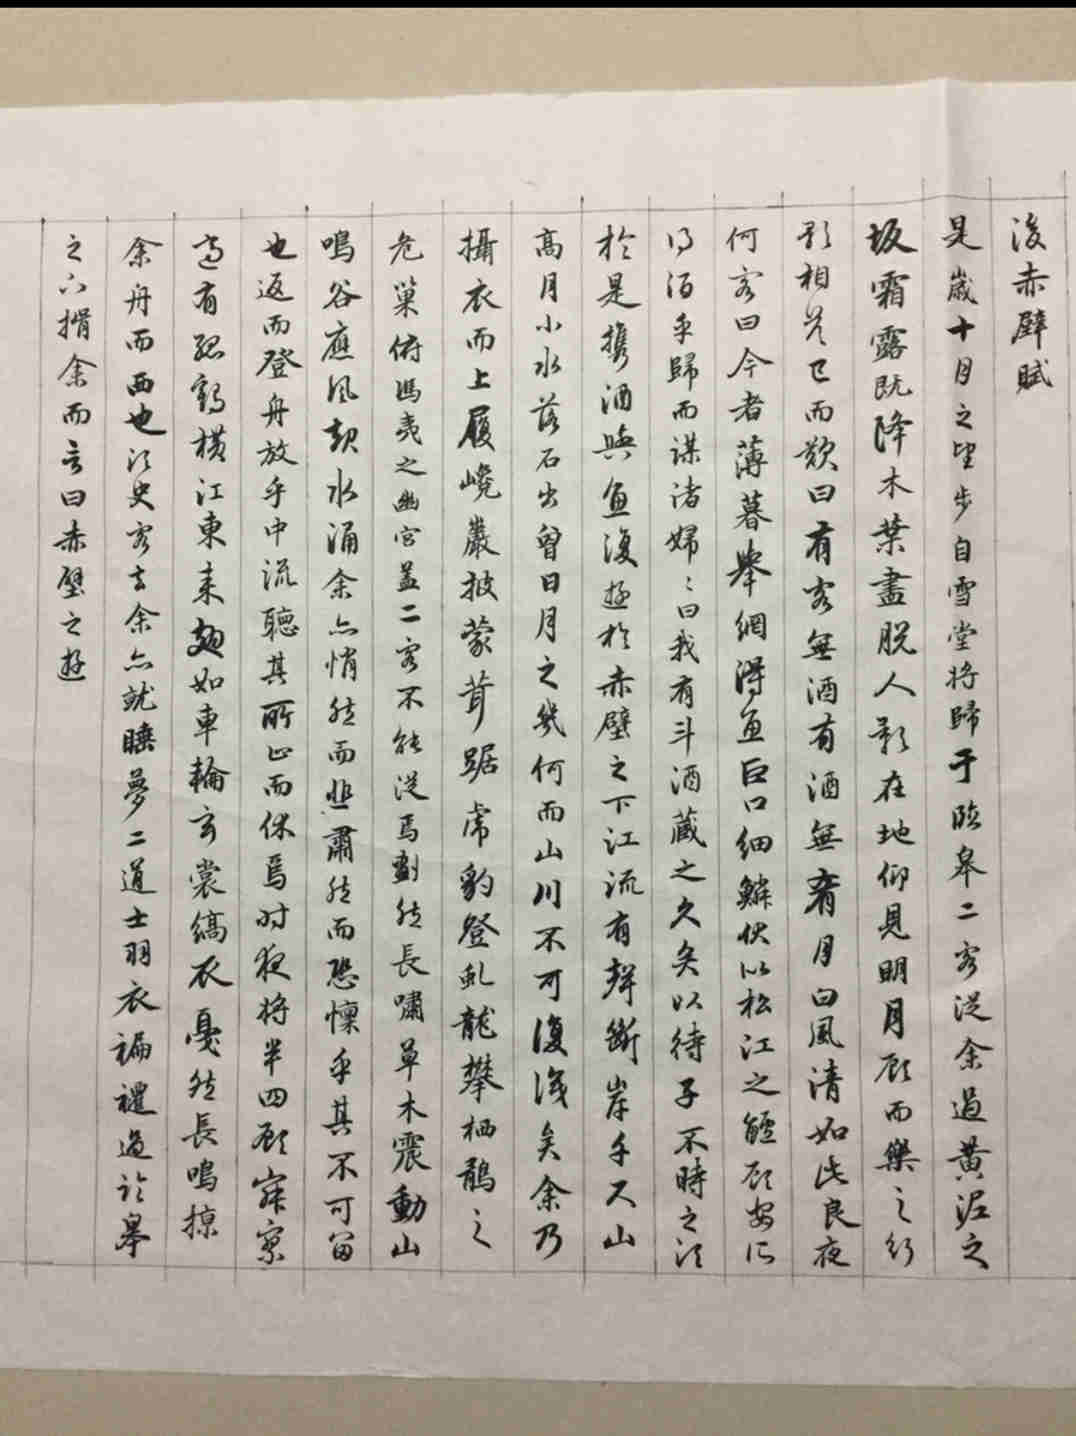 後赤壁賦
是歲十月之望步自雪堂將歸于臨皋二客從余過黃泥之
坂霜露既降木葉盡脫人影在地仰見明月顧而樂之行
歌相答已而歎曰有客無酒有酒無肴月白風清如此良夜
何客曰今者薄暮舉網得魚巨口細鱗狀似松江之鱸顧安所
得酒乎歸而謀諸婦〻曰我有斗酒藏之久矣以待子不時之須
於是攜酒與魚復遊於赤壁之下江流有聲斷岸千尺山
高月小水落石出曾日月之幾何而山川不可復識矣余乃
攝衣而上履巉巖披蒙茸踞虎豹登虬龍攀栖鶻之
危巢俯馮夷之幽宮蓋二客不能從焉劃然長嘯草木震動山
鳴谷應風起水涌余亦悄然而悲肅然而恐懍乎其不可留
也返而登舟放乎中流聽其所止而休焉時夜將半四顧寂寥
適有孤鶴橫江東來翅如車輪玄裳縞衣戛然長鳴掠
余舟而西也須臾客去余亦就睡夢二道士羽衣褊褼過臨皋
之下揖余而言曰赤壁之遊